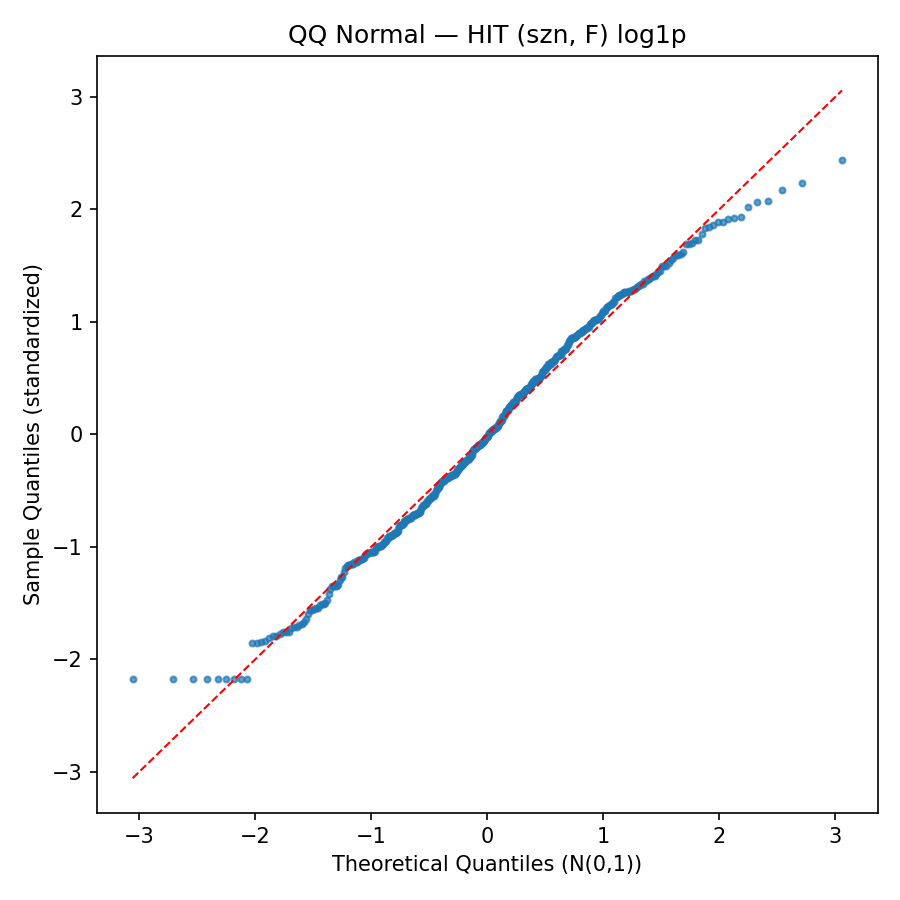 QQ Normal — HIT (szn, F) log1p
3
2
1
0
−1
−2
−3
Sample Quantiles (standardized)
−3 −2 −1 0 1 2 3
Theoretical Quantiles (N(0,1))